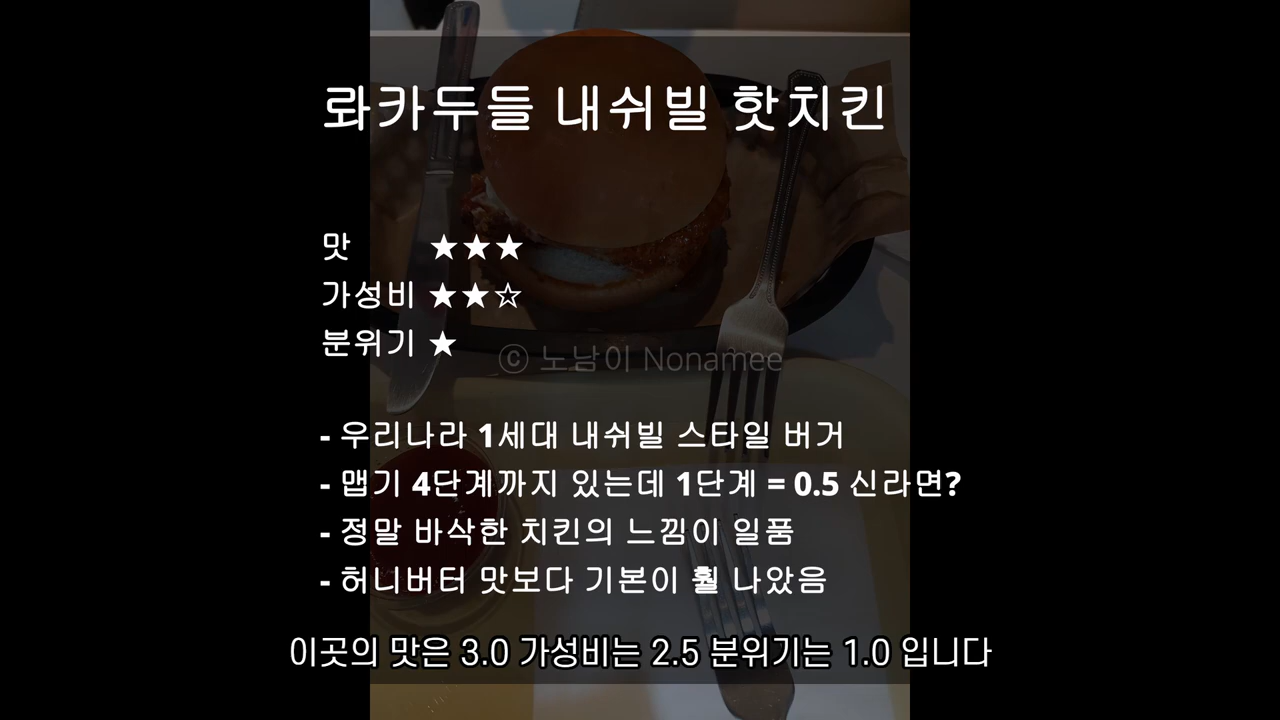 롸카두들 내쉬빌 핫치킨
맛 ★★★
가성비 ★★☆
분위기 ★
ⓒ 노남이 Nonamee
- 우리나라 1세대 내쉬빌 스타일 버거
- 맵기 4단계까지 있는데 1단계 = 0.5 신라면?
- 정말 바삭한 치킨의 느낌이 일품
- 허니버터 맛보다 기본이 훨 나았음
이곳의 맛은 3.0 가성비는 2.5 분위기는 1.0 입니다